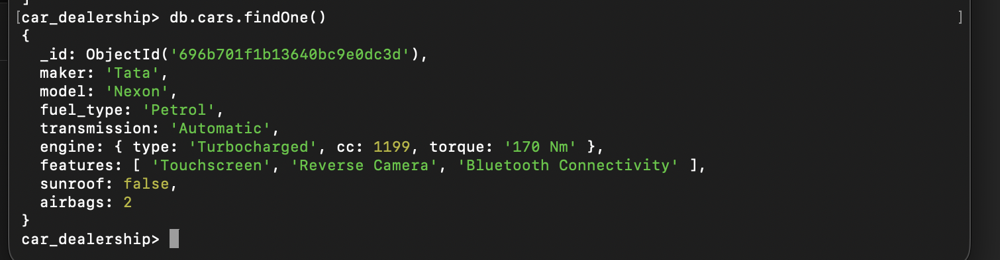 ]
[car_dealership> db.cars.findOne() ]
{
  _id: ObjectId('696b701f1b13640bc9e0dc3d'),
  maker: 'Tata',
  model: 'Nexon',
  fuel_type: 'Petrol',
  transmission: 'Automatic',
  engine: { type: 'Turbocharged', cc: 1199, torque: '170 Nm' },
  features: [ 'Touchscreen', 'Reverse Camera', 'Bluetooth Connectivity' ],
  sunroof: false,
  airbags: 2
}
car_dealership>